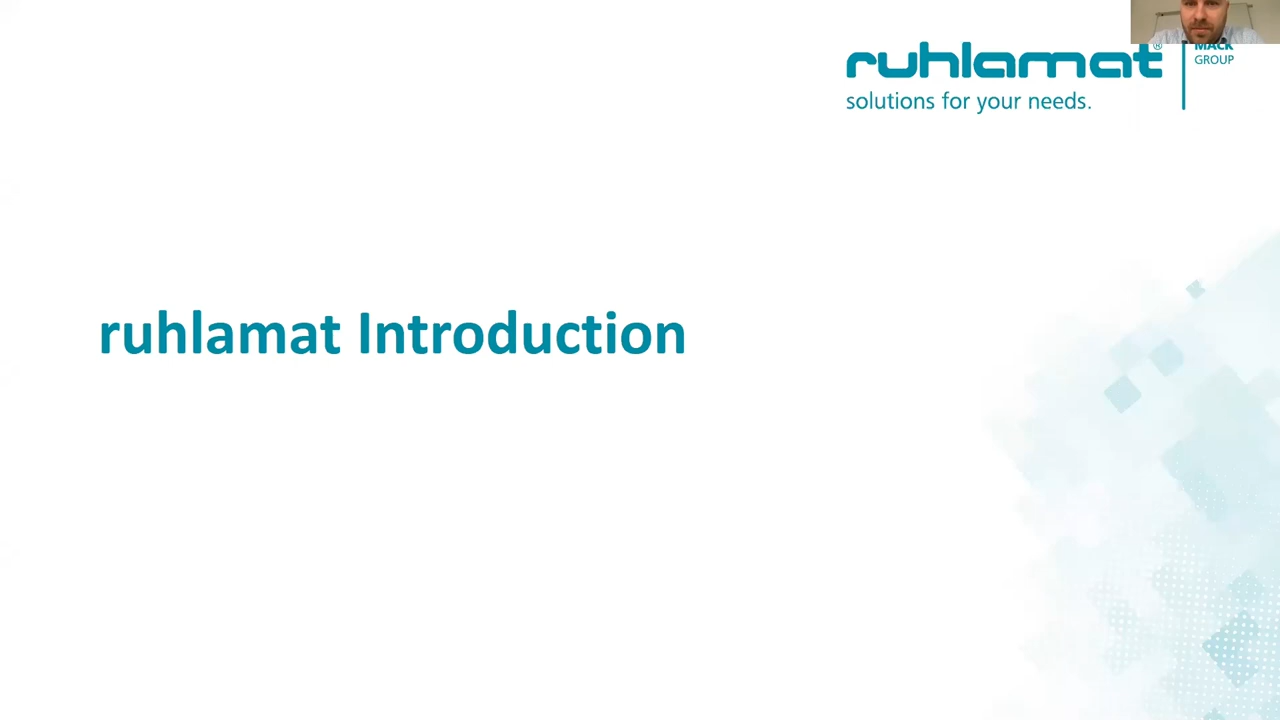 ruhlamat®
MACK
GROUP
solutions for your needs.
ruhlamat Introduction